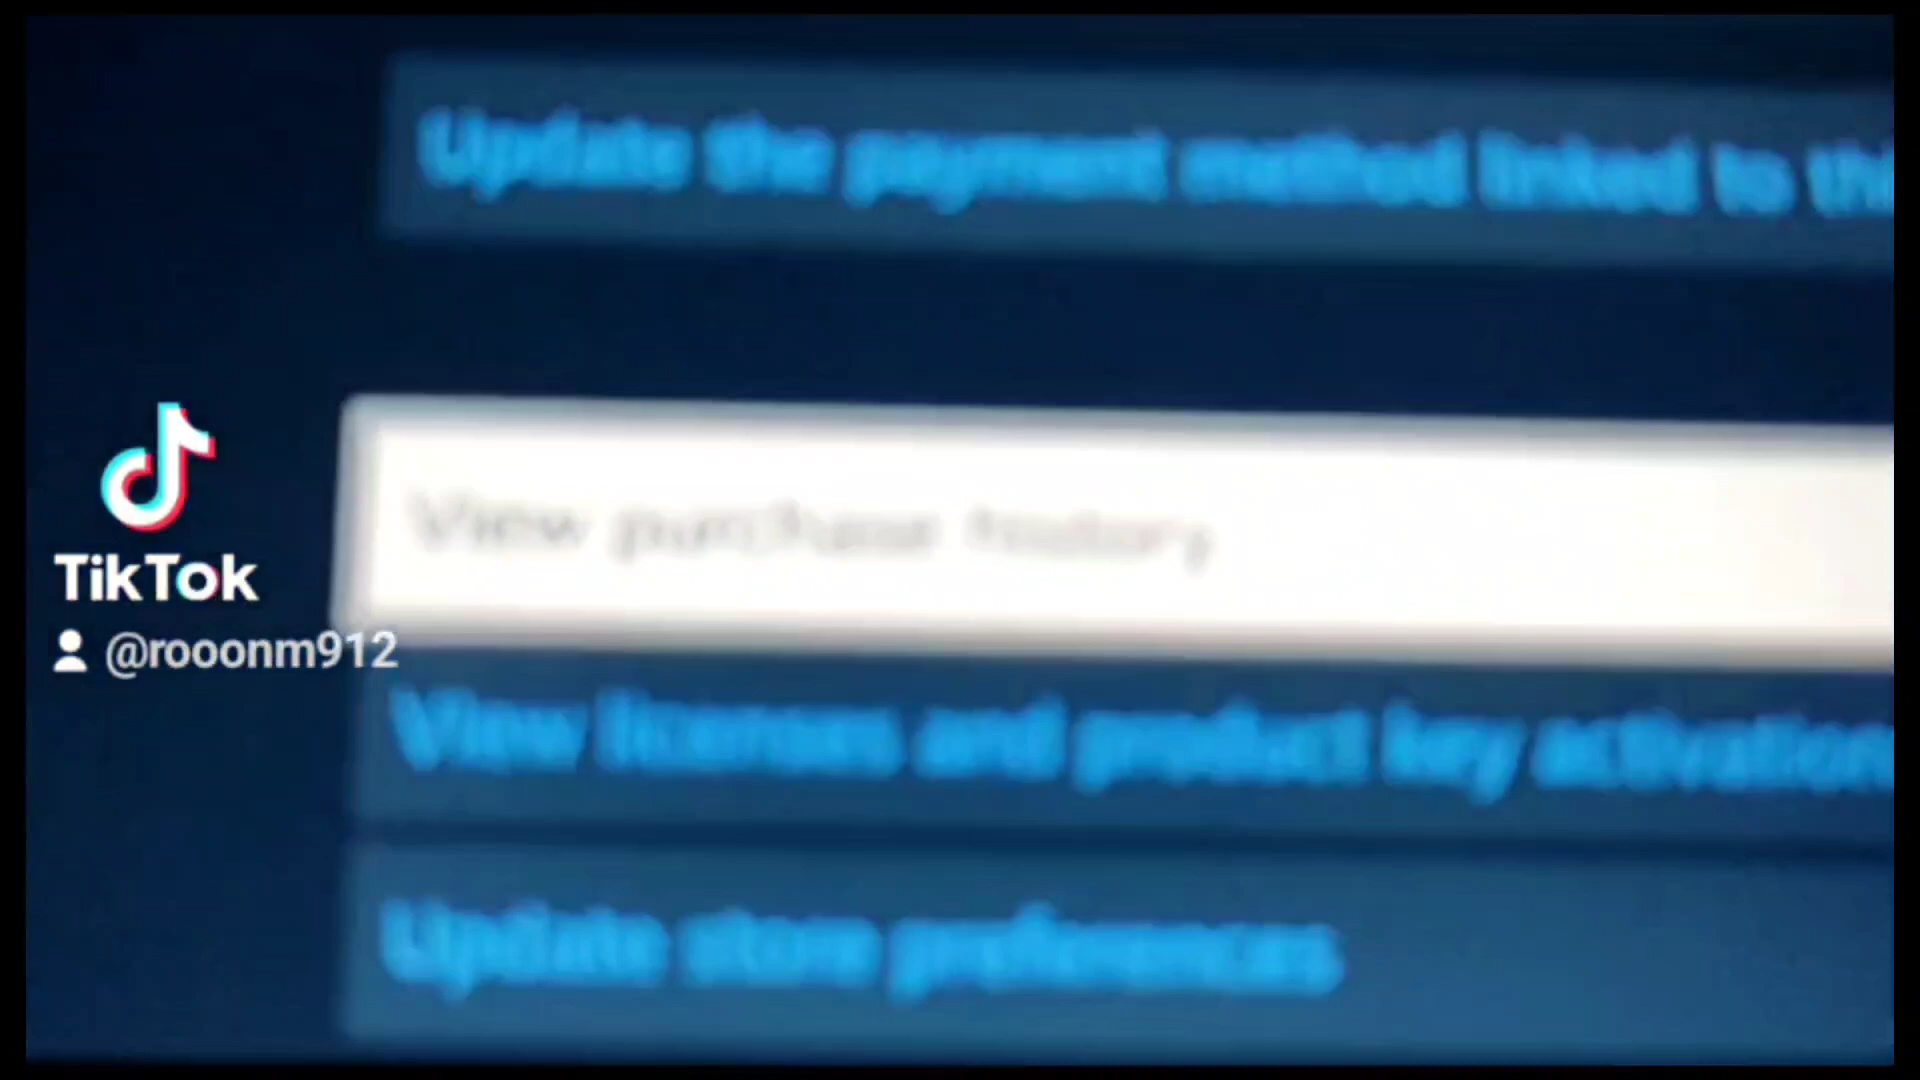 Update the payment method linked to thi
View purchase history
TikTok
@rooonm912
View licenses and product key activation
Update store preferences